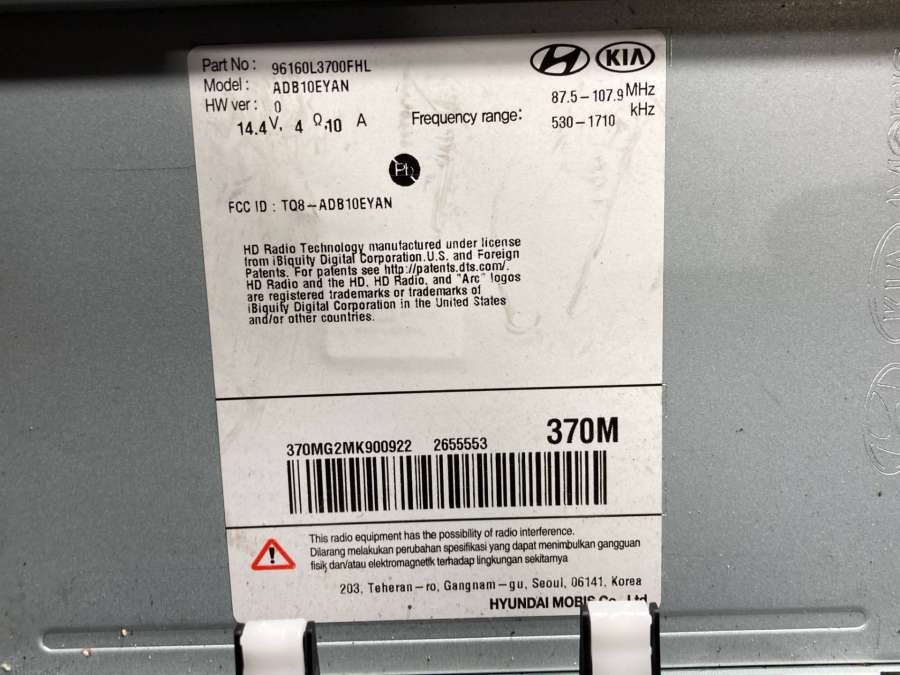 Part No : 96160L3700FHL
KIA
Model : ADB10EYAN
HW ver : 0
14.4V, 4 Ω,10 A
Frequency range: 87.5-107.9 MHz
530-1710 kHz
Pb
FCC ID : TQ8-ADB10EYAN
HD Radio Technology manufactured under license
from iBiquity Digital Corporation.U.S. and Foreign
Patents. For patents see http://patents.dts.com/.
HD Radio and the HD, HD Radio, and "Arc" logos
are registered trademarks or trademarks of
iBiquity Digital Corporation in the United States
and/or other countries.
370M
370MG2MK900922 2655553
This radio equipment has the possibility of radio interference.
Dilarang melakukan perubahan spesifikasi yang dapat menimbulkan gangguan
fisik dan/atau elektromagnetik terhadap lingkungan sekitarnya
203, Teheran-ro, Gangnam-gu, Seoul, 06141, Korea
HYUNDAI MOBIS Co., Ltd.